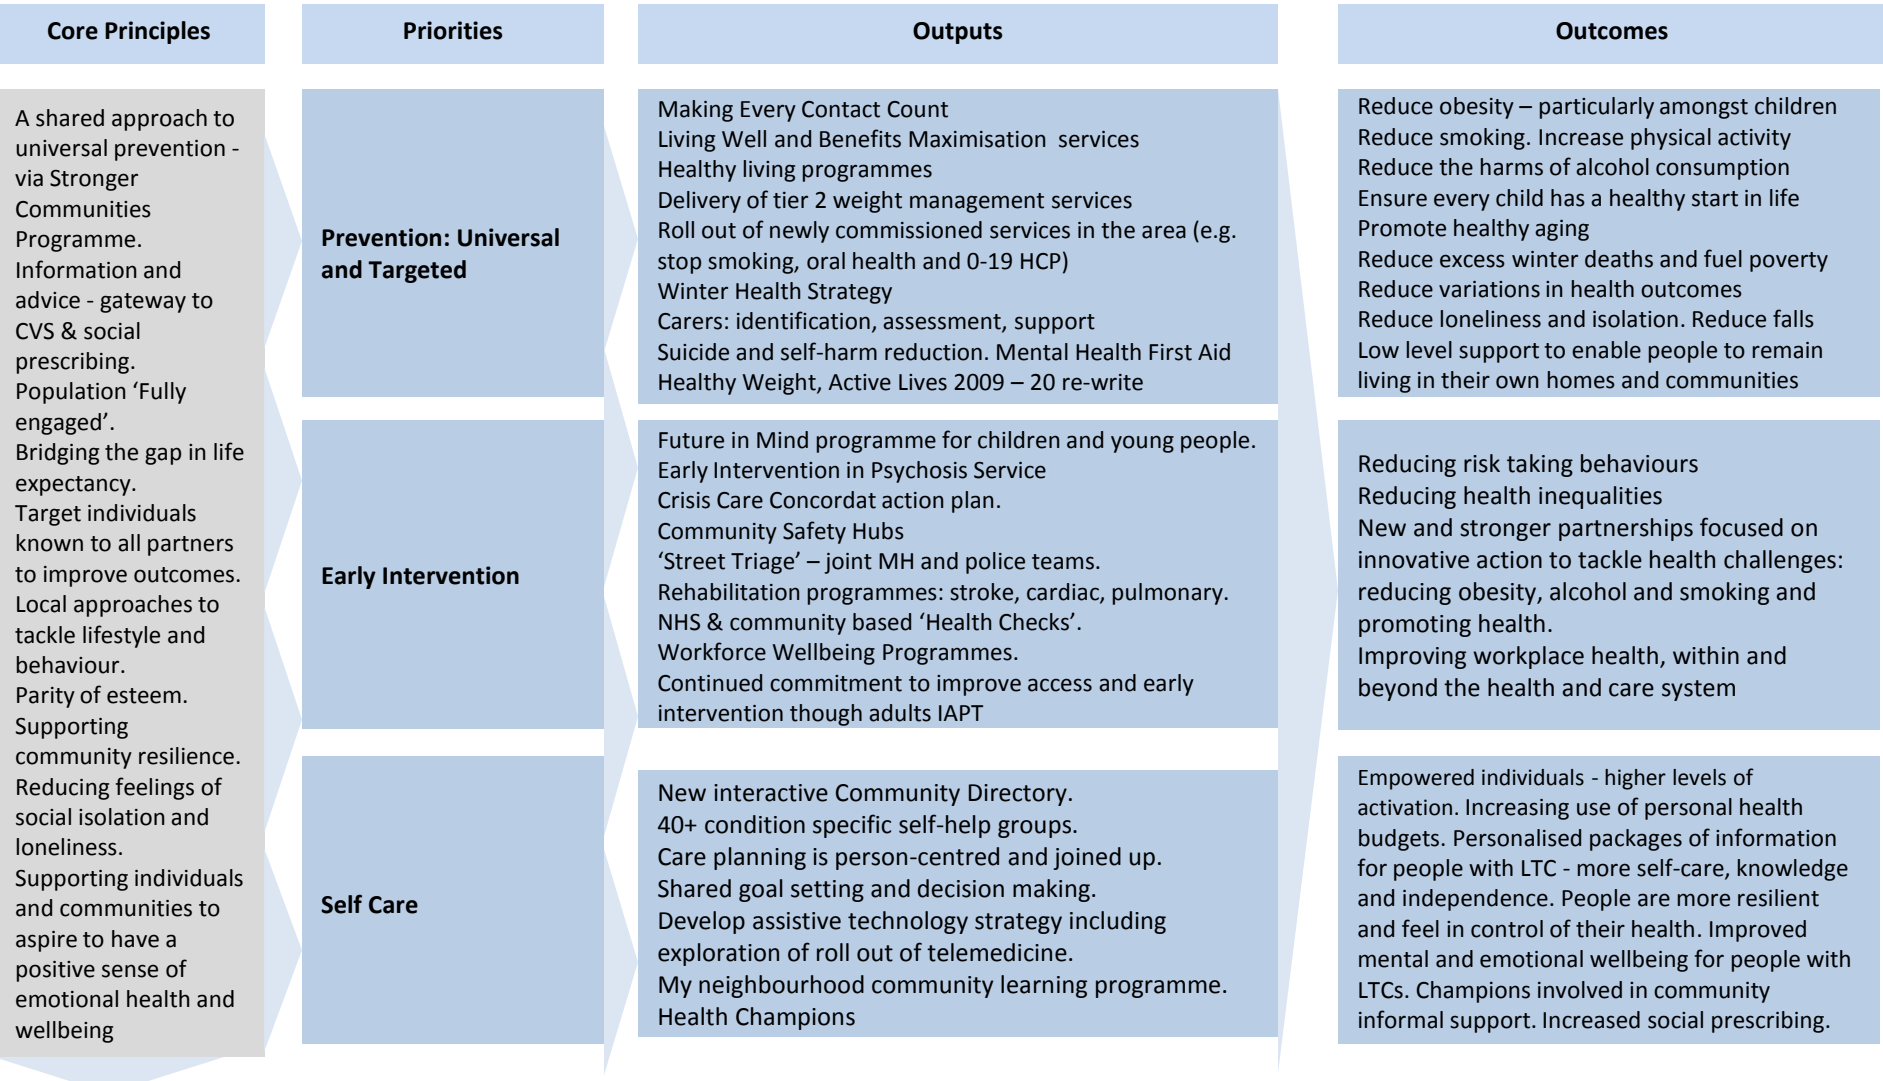 Core Principles
Priorities
Outputs
Outcomes
A shared approach to
universal prevention -
via Stronger
Communities
Programme.
Information and
advice - gateway to
CVS & social
prescribing.
Population ‘Fully
engaged’.
Bridging the gap in life
expectancy.
Target individuals
known to all partners
to improve outcomes.
Local approaches to
tackle lifestyle and
behaviour.
Parity of esteem.
Supporting
community resilience.
Reducing feelings of
social isolation and
loneliness.
Supporting individuals
and communities to
aspire to have a
positive sense of
emotional health and
wellbeing
Prevention: Universal
and Targeted
Making Every Contact Count
Living Well and Benefits Maximisation  services
Healthy living programmes
Delivery of tier 2 weight management services
Roll out of newly commissioned services in the area (e.g.
stop smoking, oral health and 0-19 HCP)
Winter Health Strategy
Carers: identification, assessment, support
Suicide and self-harm reduction. Mental Health First Aid
Healthy Weight, Active Lives 2009 – 20 re-write
Reduce obesity – particularly amongst children
Reduce smoking. Increase physical activity
Reduce the harms of alcohol consumption
Ensure every child has a healthy start in life
Promote healthy aging
Reduce excess winter deaths and fuel poverty
Reduce variations in health outcomes
Reduce loneliness and isolation. Reduce falls
Low level support to enable people to remain
living in their own homes and communities
Early Intervention
Future in Mind programme for children and young people.
Early Intervention in Psychosis Service
Crisis Care Concordat action plan.
Community Safety Hubs
‘Street Triage’ – joint MH and police teams.
Rehabilitation programmes: stroke, cardiac, pulmonary.
NHS & community based ‘Health Checks’.
Workforce Wellbeing Programmes.
Continued commitment to improve access and early
intervention though adults IAPT
Reducing risk taking behaviours
Reducing health inequalities
New and stronger partnerships focused on
innovative action to tackle health challenges:
reducing obesity, alcohol and smoking and
promoting health.
Improving workplace health, within and
beyond the health and care system
Self Care
New interactive Community Directory.
40+ condition specific self-help groups.
Care planning is person-centred and joined up.
Shared goal setting and decision making.
Develop assistive technology strategy including
exploration of roll out of telemedicine.
My neighbourhood community learning programme.
Health Champions
Empowered individuals - higher levels of
activation. Increasing use of personal health
budgets. Personalised packages of information
for people with LTC - more self-care, knowledge
and independence. People are more resilient
and feel in control of their health. Improved
mental and emotional wellbeing for people with
LTCs. Champions involved in community
informal support. Increased social prescribing.